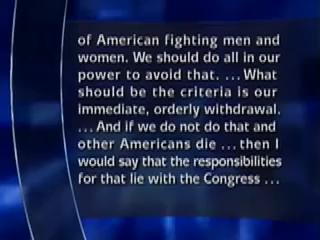 of American fighting men and
women. We should do all in our
power to avoid that. ... What
should be the criteria is our
immediate, orderly withdrawal.
... And if we do not do that and
other Americans die ... then I
would say that the responsibilities
for that lie with the Congress ...